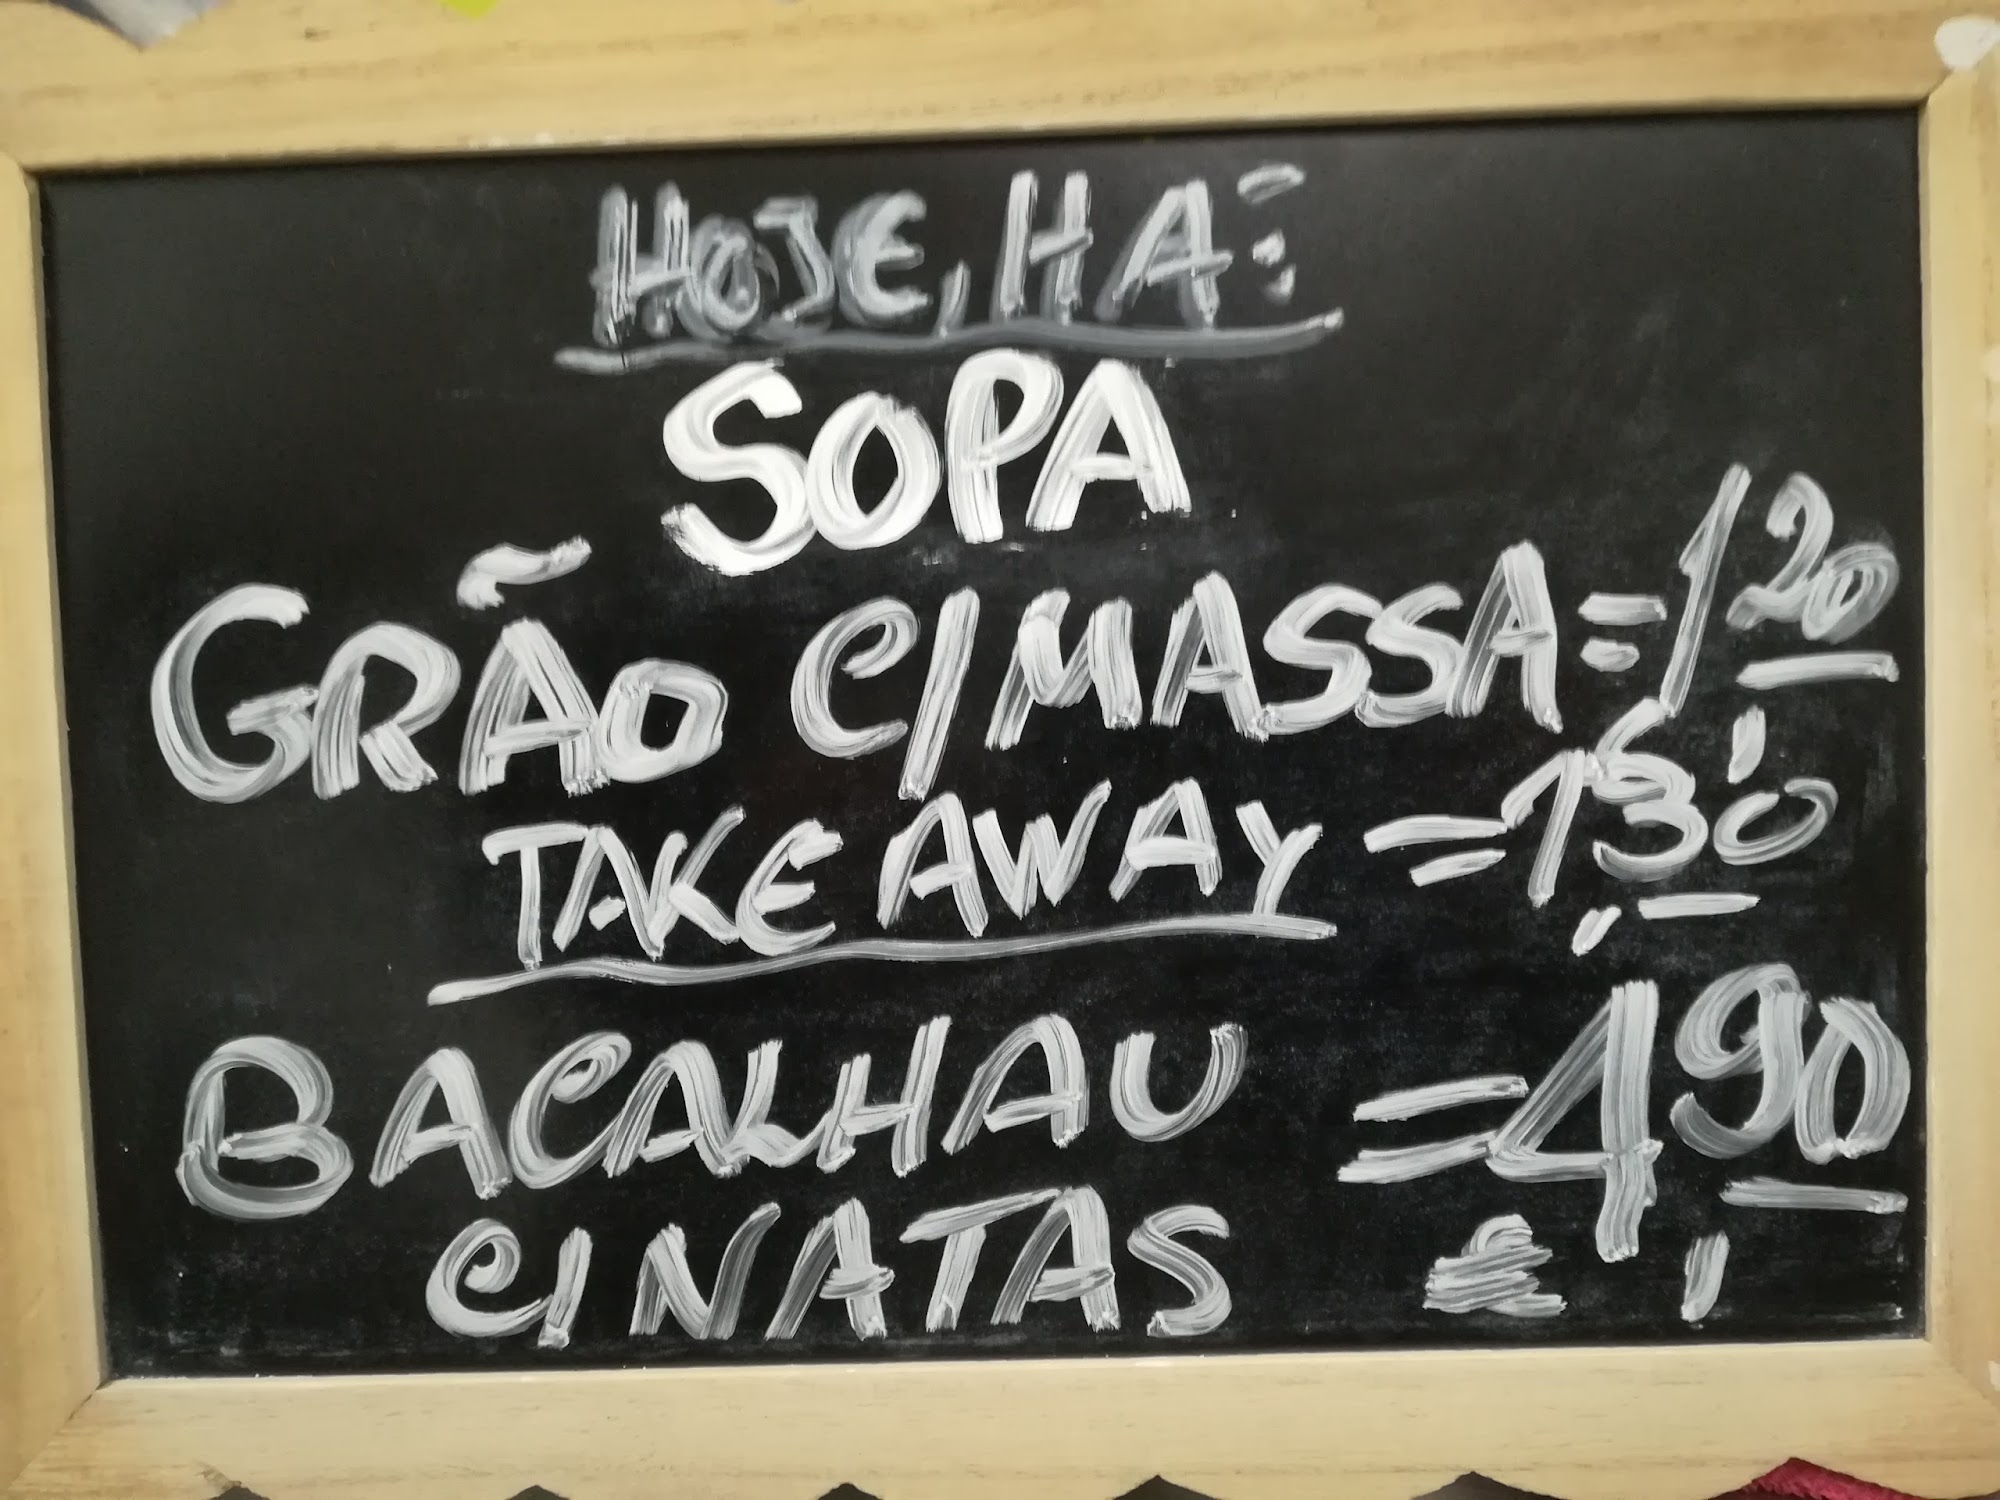 HOJE, HÁ:
SOPA
GRÃO C/MASSA = 1,20
TAKE AWAY = 1,30
BACALHAU = 4,90
C/NATAS €